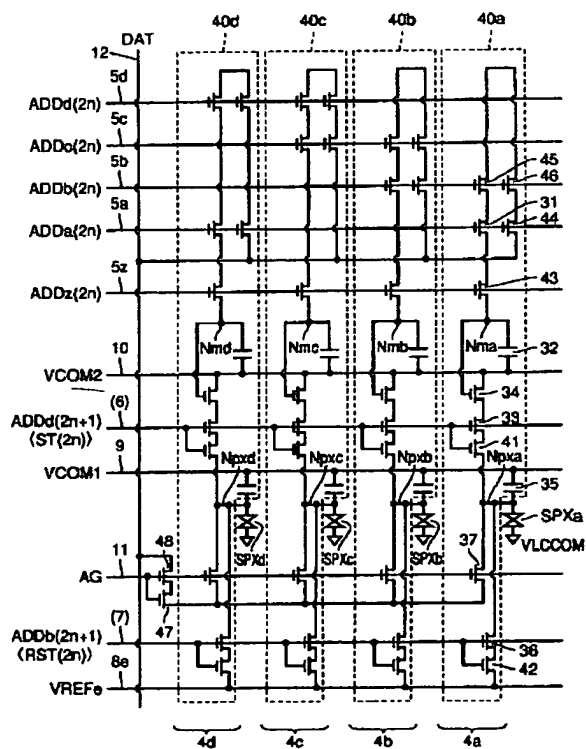 40d 40c 40b 40a
12 DAT
5d
ADDd(2n)
5c
ADDc(2n)
5b
ADDb(2n)
45
46
5a
ADDa(2n)
31
44
5z
ADDz(2n)
43
10
Nmd Nmc Nmb Nma
32
VCOM2
34
(6)
ADDd(2n+1)
(ST(2n))
33
9
Npxd Npxc Npxb Npxa
41
VCOM1
35
SPXd SPXc SPXb SPXa
VLCCOM
48
37
11
AG
47
(7)
ADDb(2n+1)
(RST(2n))
36
8e
42
VREFe
4d 4c 4b 4a